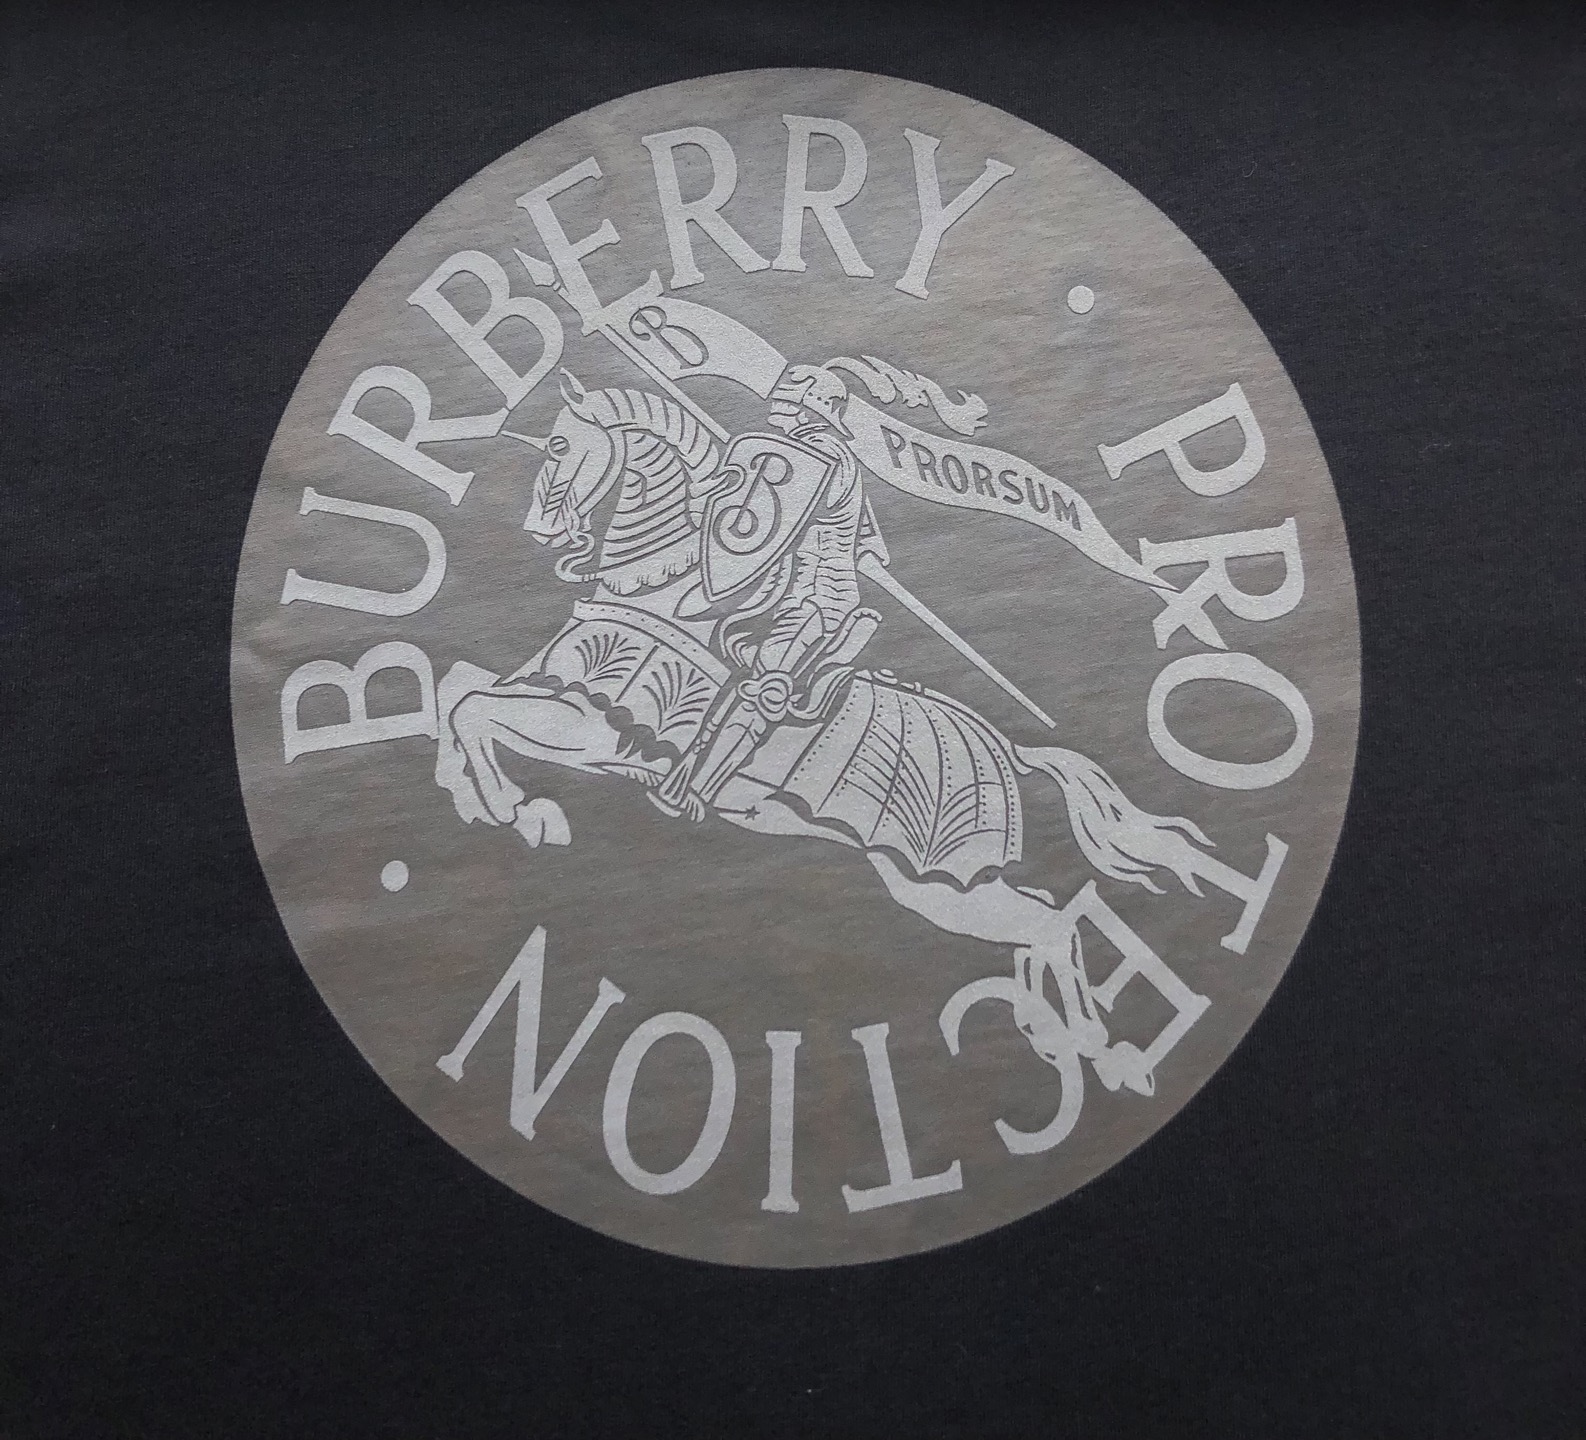 BURBERRY · PROTECTION ·
B
PRORSUM
B